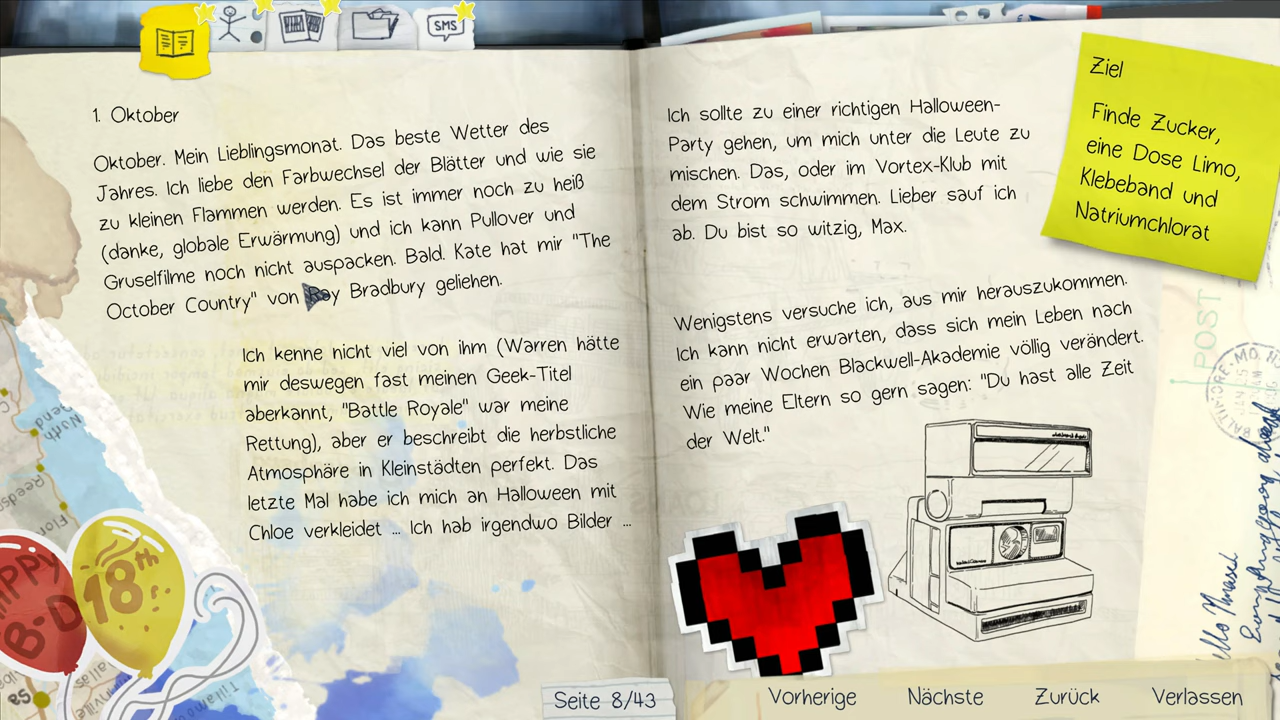 SMS
1. Oktober
Oktober. Mein Lieblingsmonat. Das beste Wetter des
Jahres. Ich liebe den Farbwechsel der Blätter und wie sie
zu kleinen Flammen werden. Es ist immer noch zu heiß
(danke, globale Erwärmung) und ich kann Pullover und
Gruselfilme noch nicht auspacken. Bald. Kate hat mir "The
October Country" von Ray Bradbury geliehen.
Ich kenne nicht viel von ihm (Warren hätte
mir deswegen fast meinen Geek-Titel
aberkannt, "Battle Royale" war meine
Rettung), aber er beschreibt die herbstliche
Atmosphäre in Kleinstädten perfekt. Das
letzte Mal habe ich mich an Halloween mit
Chloe verkleidet ... Ich hab irgendwo Bilder ...
Ich sollte zu einer richtigen Halloween-
Party gehen, um mich unter die Leute zu
mischen. Das, oder im Vortex-Klub mit
dem Strom schwimmen. Lieber sauf ich
ab. Du bist so witzig, Max.
Wenigstens versuche ich, aus mir herauszukommen.
Ich kann nicht erwarten, dass sich mein Leben nach
ein paar Wochen Blackwell-Akademie völlig verändert.
Wie meine Eltern so gern sagen: "Du hast alle Zeit
der Welt."
Ziel
Finde Zucker,
eine Dose Limo,
Klebeband und
Natriumchlorat
POST
18th
B-D
Seite 8/43
Vorherige
Nächste
Zurück
Verlassen